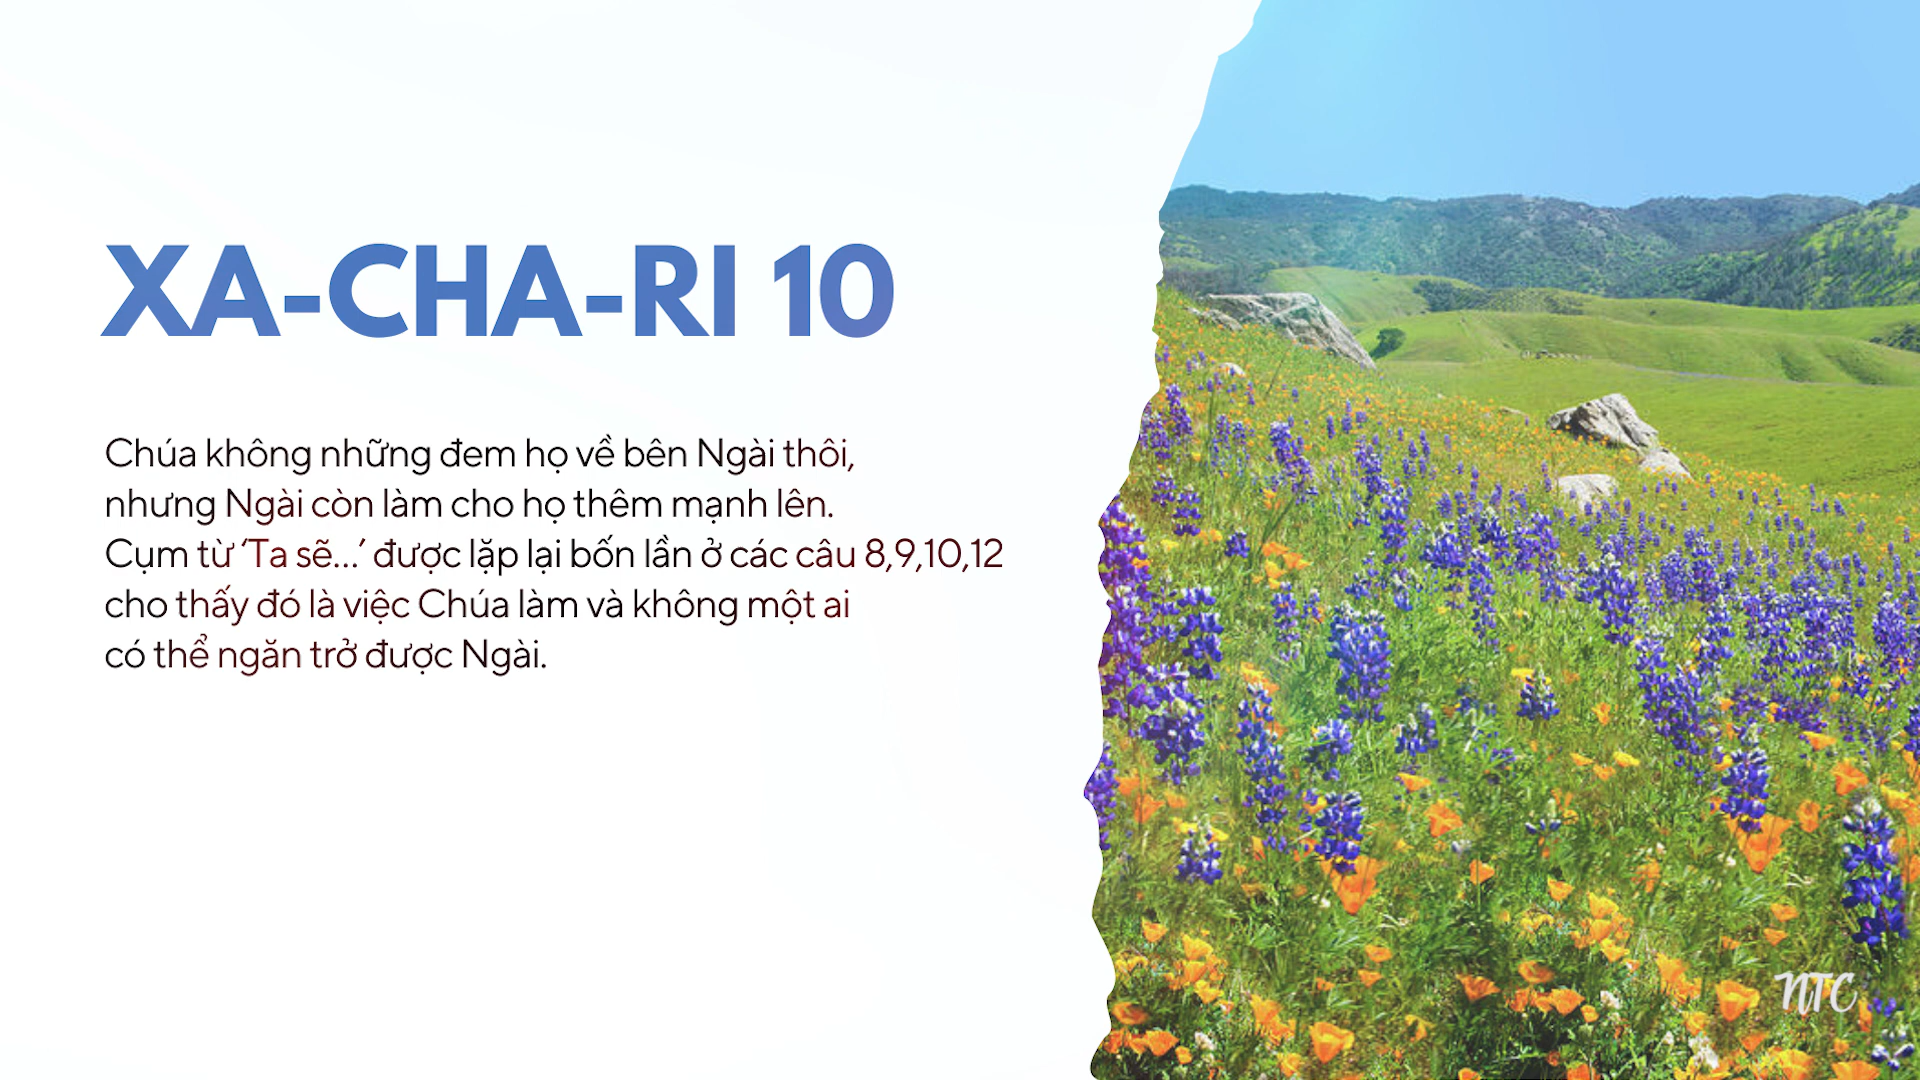 XA-CHA-RI 10
Chúa không những đem họ về bên Ngài thôi,
nhưng Ngài còn làm cho họ thêm mạnh lên.
Cụm từ ‘Ta sẽ...’ được lặp lại bốn lần ở các câu 8,9,10,12
cho thấy đó là việc Chúa làm và không một ai
có thể ngăn trở được Ngài.
NTC